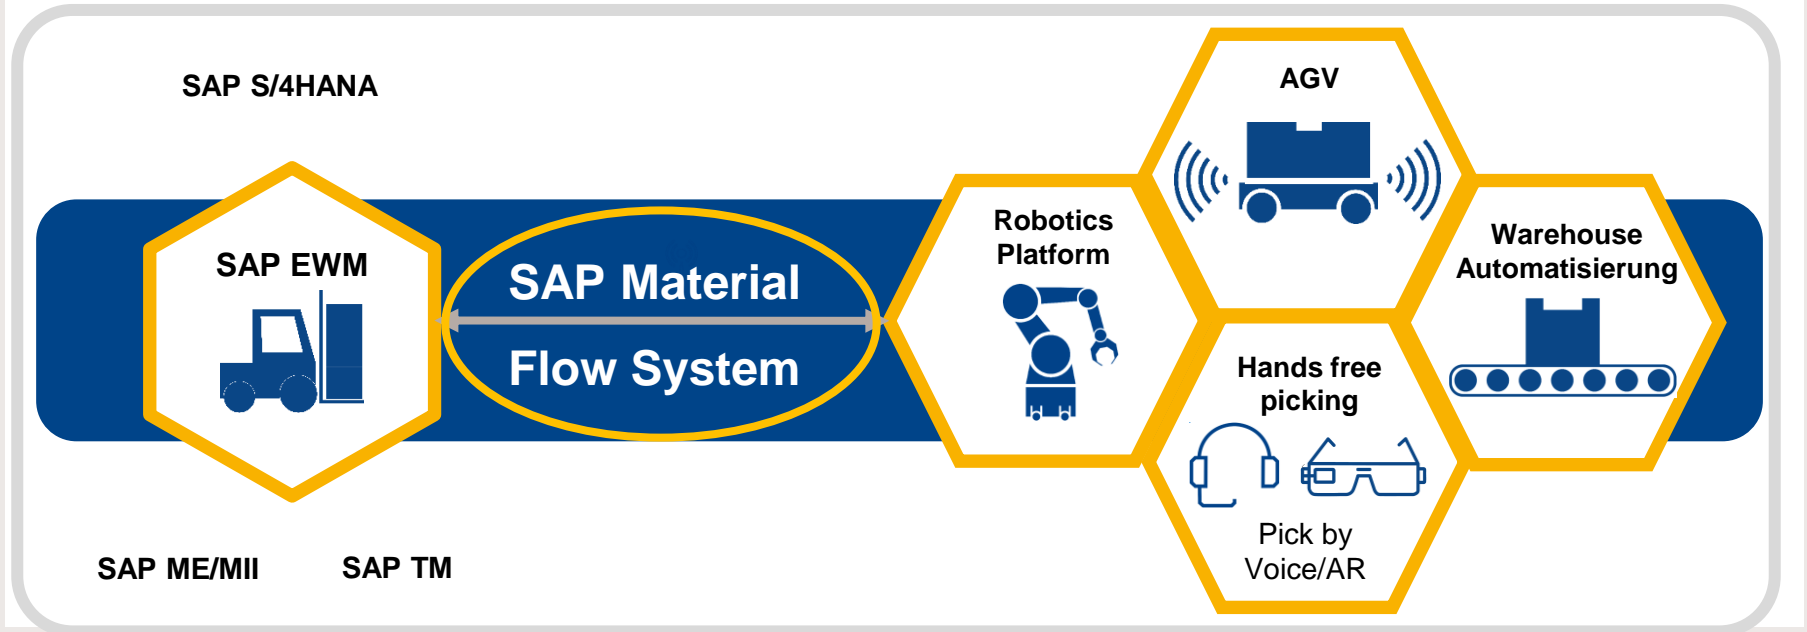 SAP S/4HANA
SAP EWM
SAP ME/MII
SAP TM
SAP Material
Flow System
Robotics
Platform
AGV
Hands free
picking
Pick by
Voice/AR
Warehouse
Automatisierung